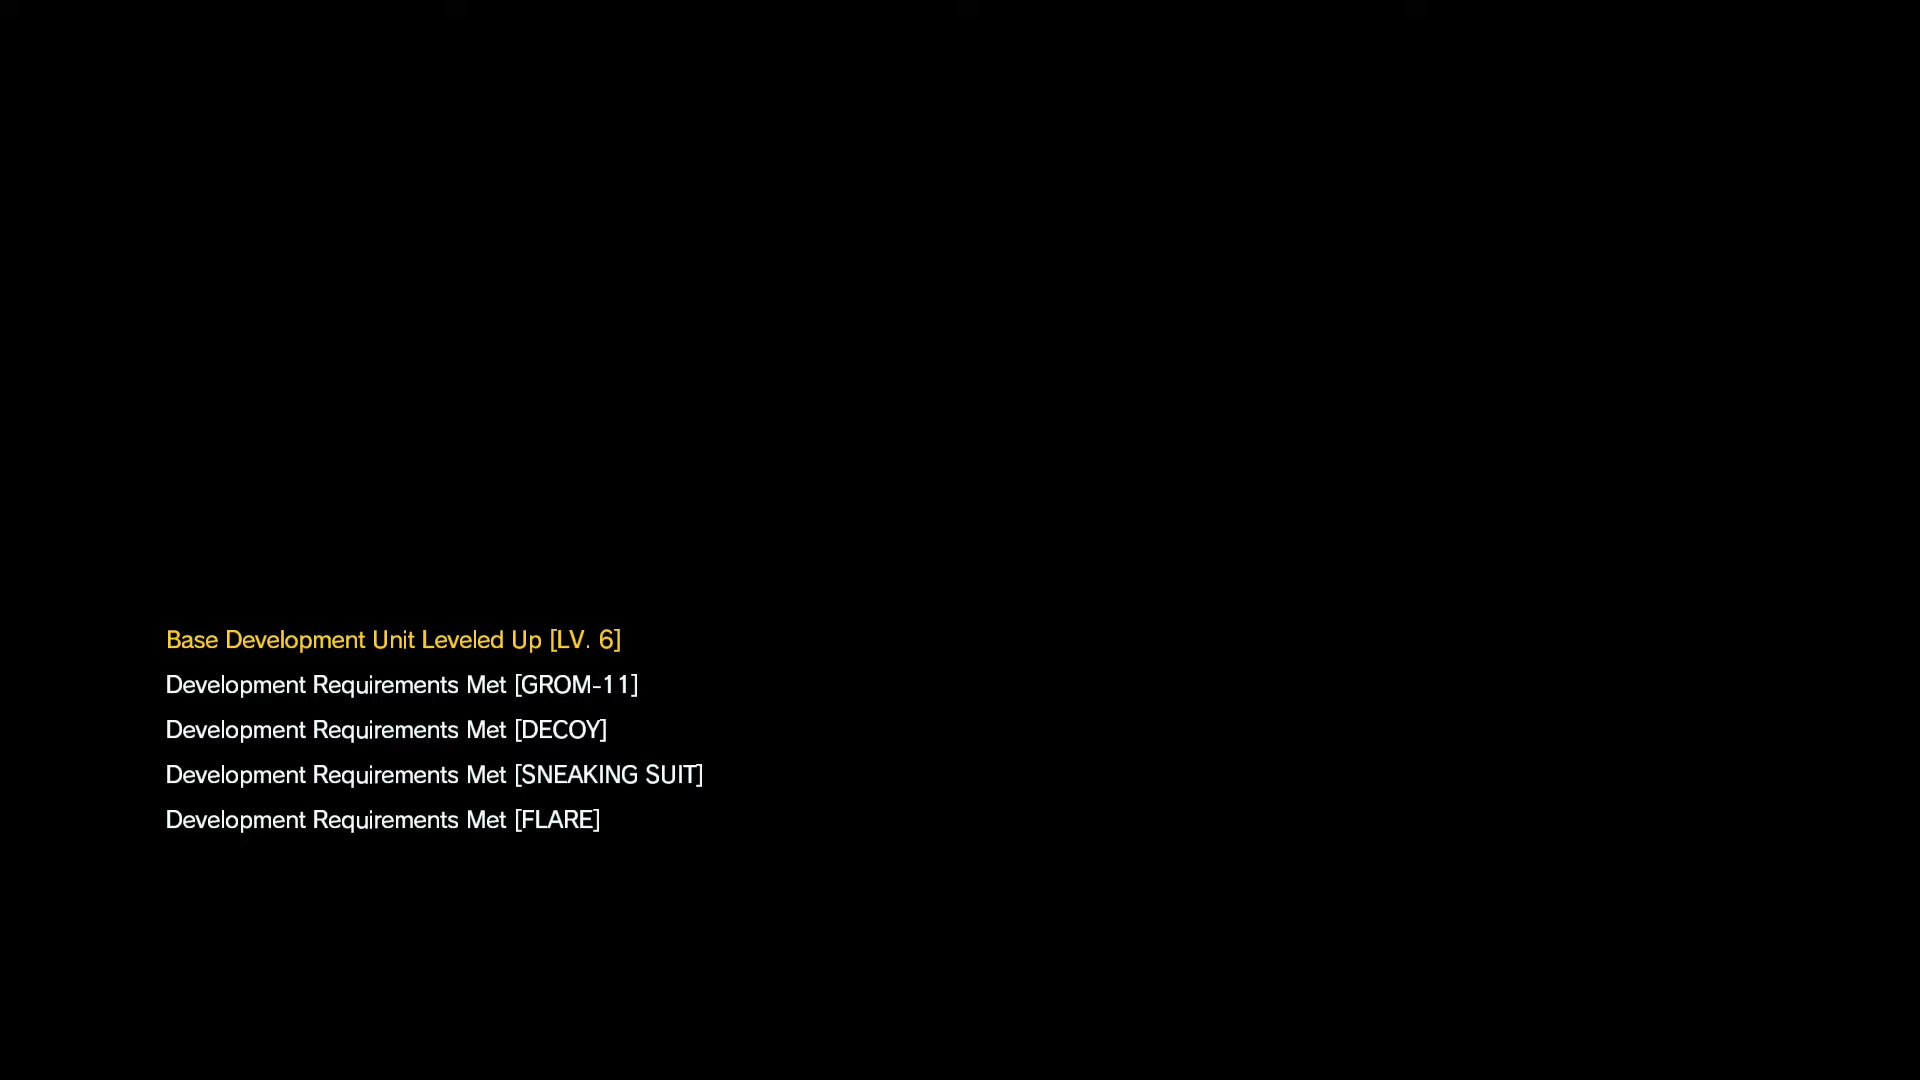 Base Development Unit Leveled Up [LV. 6]
Development Requirements Met [GROM-11]
Development Requirements Met [DECOY]
Development Requirements Met [SNEAKING SUIT]
Development Requirements Met [FLARE]